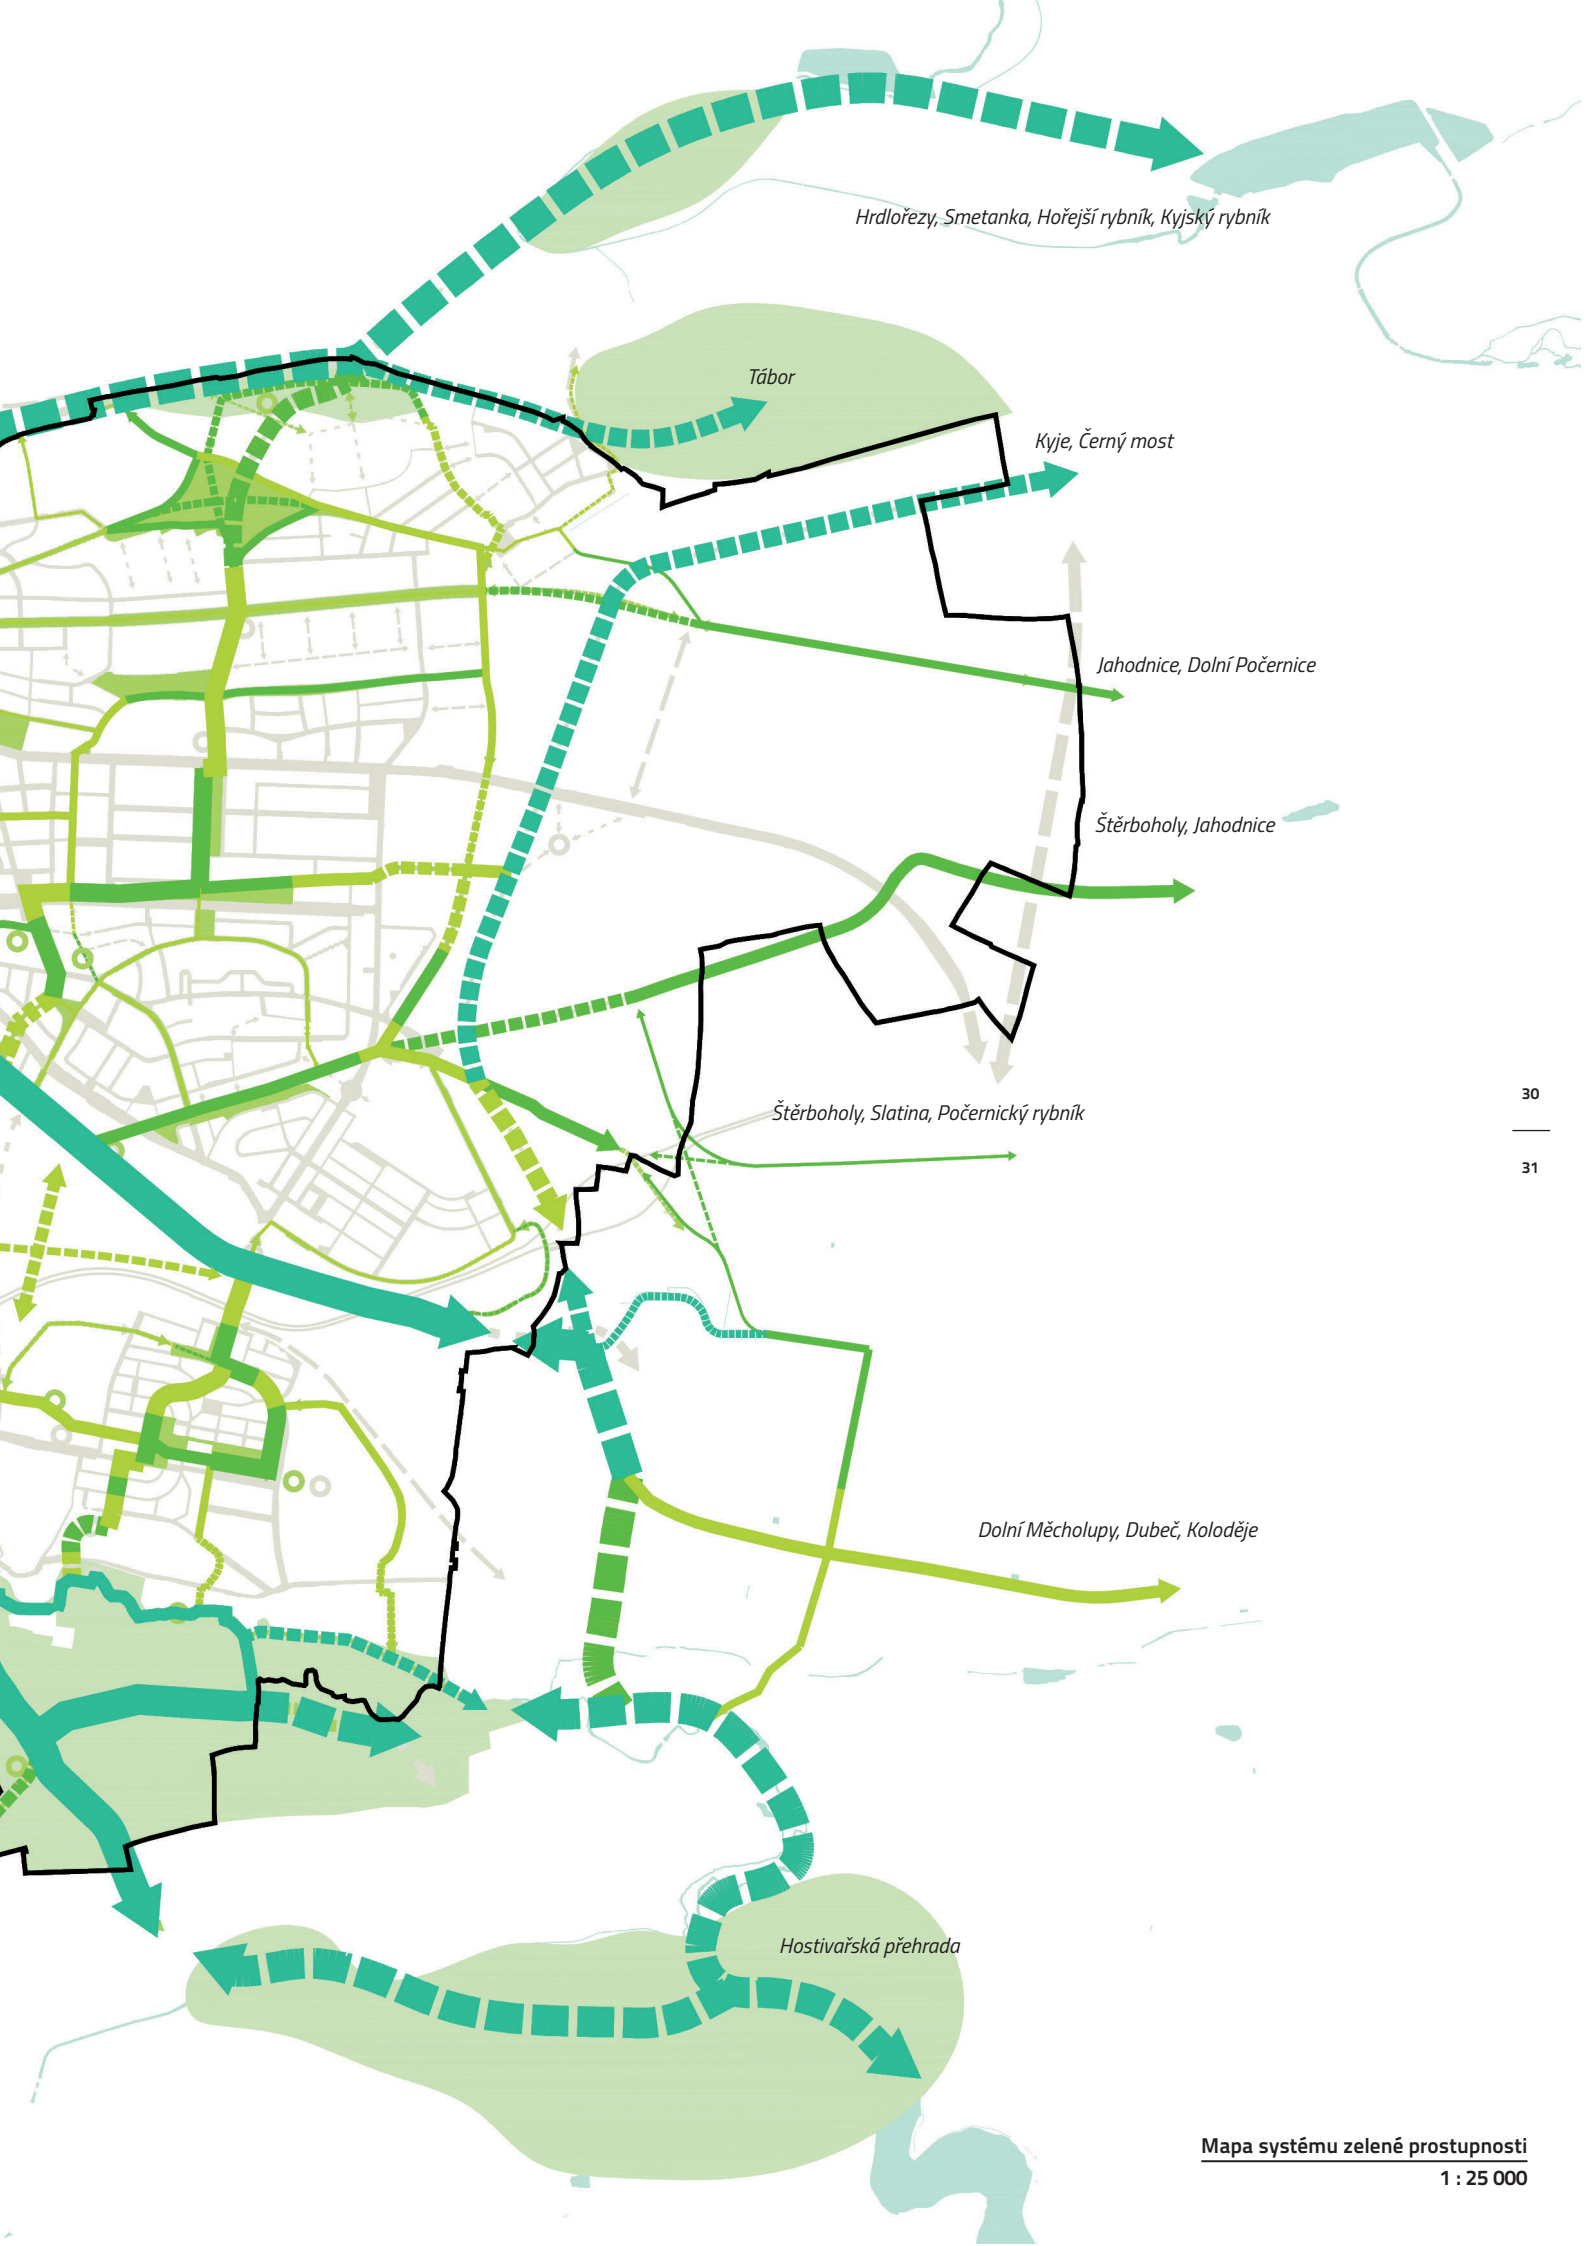 Hrdlořezy, Smetanka, Hořejší rybník, Kyjský rybník
Tábor
Kyje, Černý most
Jahodnice, Dolní Počernice
Štěrboholy, Jahodnice
30
Štěrboholy, Slatina, Počernický rybník
31
Dolní Měcholupy, Dubeč, Koloděje
Hostivařská přehrada
Mapa systému zelené prostupnosti
1 : 25 000